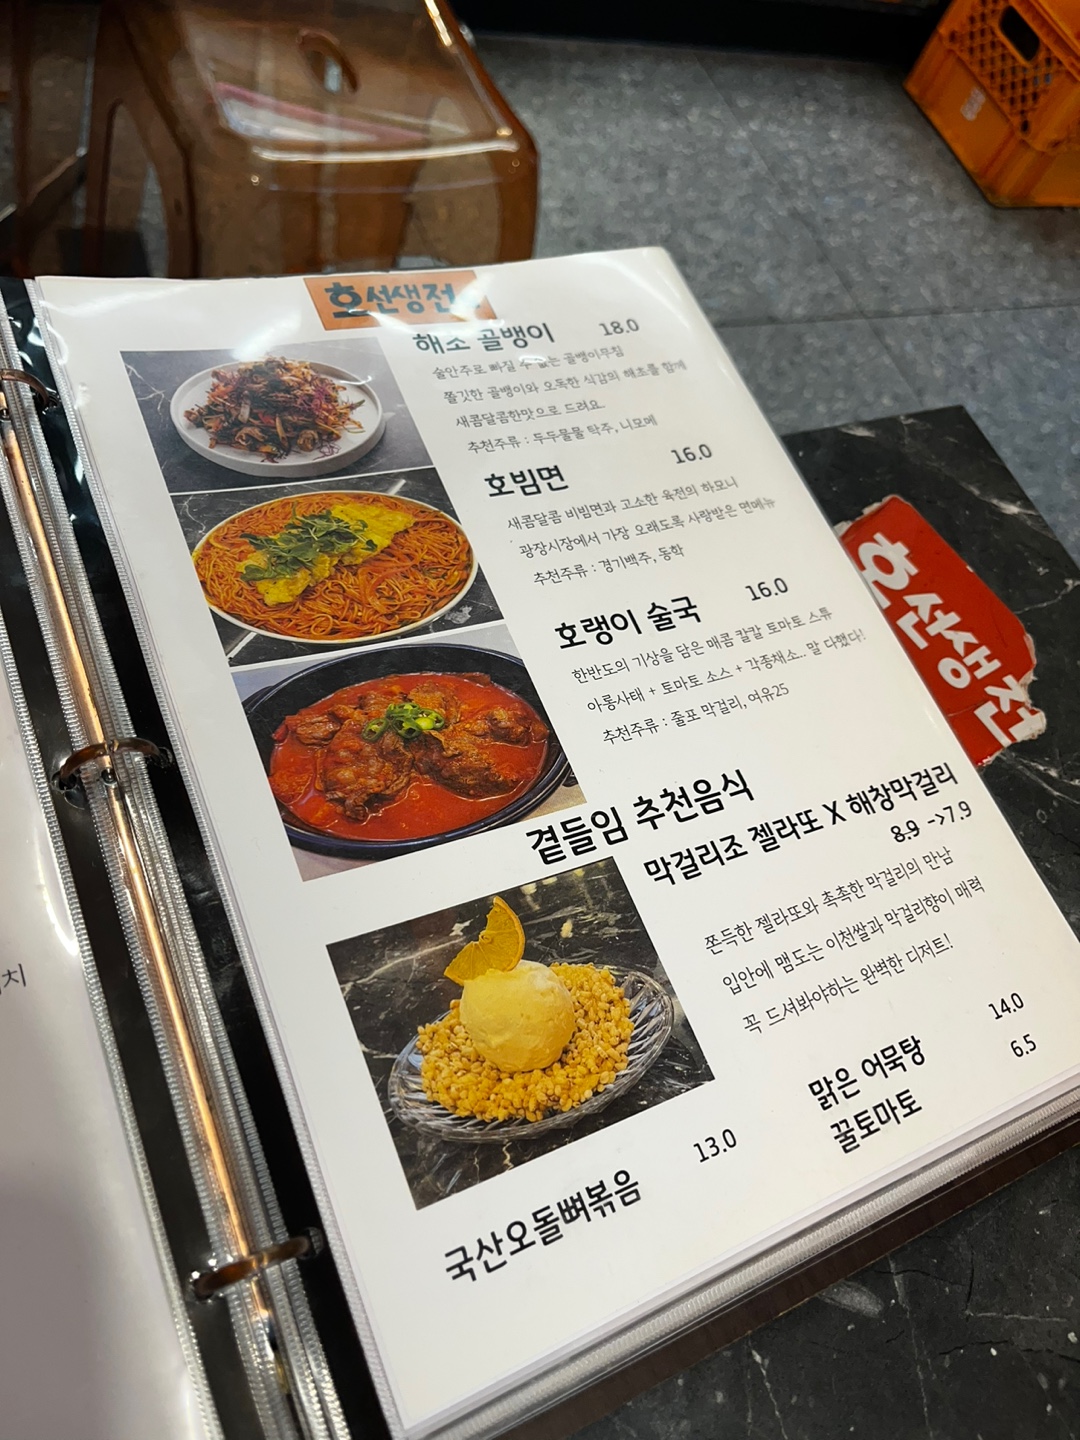 호선생전
해초 골뱅이 18.0
술안주로 빠질 수 없는 골뱅이무침
쫄깃한 골뱅이와 오독한 식감의 해초를 함께
새콤달콤한맛으로 드려요.
추천주류 : 두두물물 탁주, 니모메
호빔면 16.0
새콤달콤 비빔면과 고소한 육전의 하모니
광장시장에서 가장 오래도록 사랑받은 면메뉴
추천주류 : 경기백주, 동학
호랭이 술국 16.0
한반도의 기상을 담은 매콤 칼칼 토마토 스튜
아롱사태 + 토마토 소스 + 각종채소.. 말 다했다!
추천주류 : 줄포 막걸리, 여유25
곁들임 추천음식
막걸리조 젤라또 X 해창막걸리
8.9 ->7.9
쫀득한 젤라또와 촉촉한 막걸리의 만남
입안에 맴도는 이천쌀과 막걸리향이 매력
꼭 드셔봐야하는 완벽한 디저트!
국산오돌뼈볶음 13.0
맑은 어묵탕 14.0
꿀토마토 6.5
호선생전
치